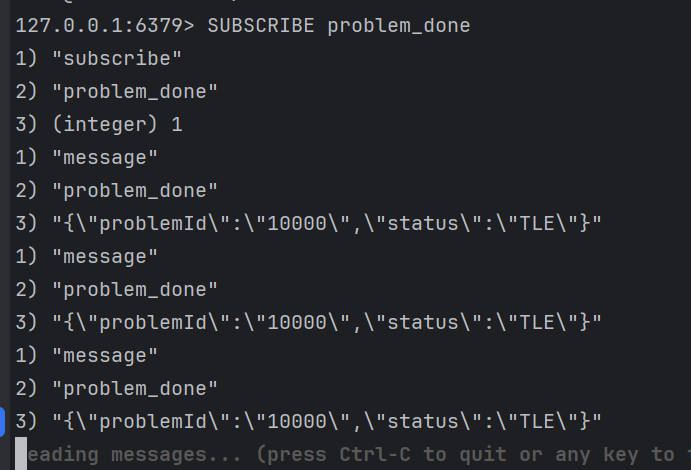 127.0.0.1:6379> SUBSCRIBE problem_done
1) "subscribe"
2) "problem_done"
3) (integer) 1
1) "message"
2) "problem_done"
3) "{\"problemId\":\"10000\",\"status\":\"TLE\"}"
1) "message"
2) "problem_done"
3) "{\"problemId\":\"10000\",\"status\":\"TLE\"}"
1) "message"
2) "problem_done"
3) "{\"problemId\":\"10000\",\"status\":\"TLE\"}"
eading messages... (press Ctrl-C to quit or any key to